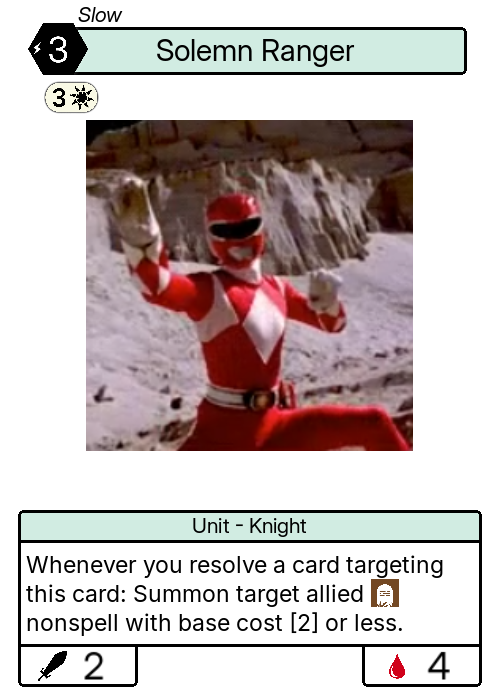 Slow
3
Solemn Ranger
3
Unit - Knight
Whenever you resolve a card targeting
this card: Summon target allied
nonspell with base cost [2] or less.
2
4